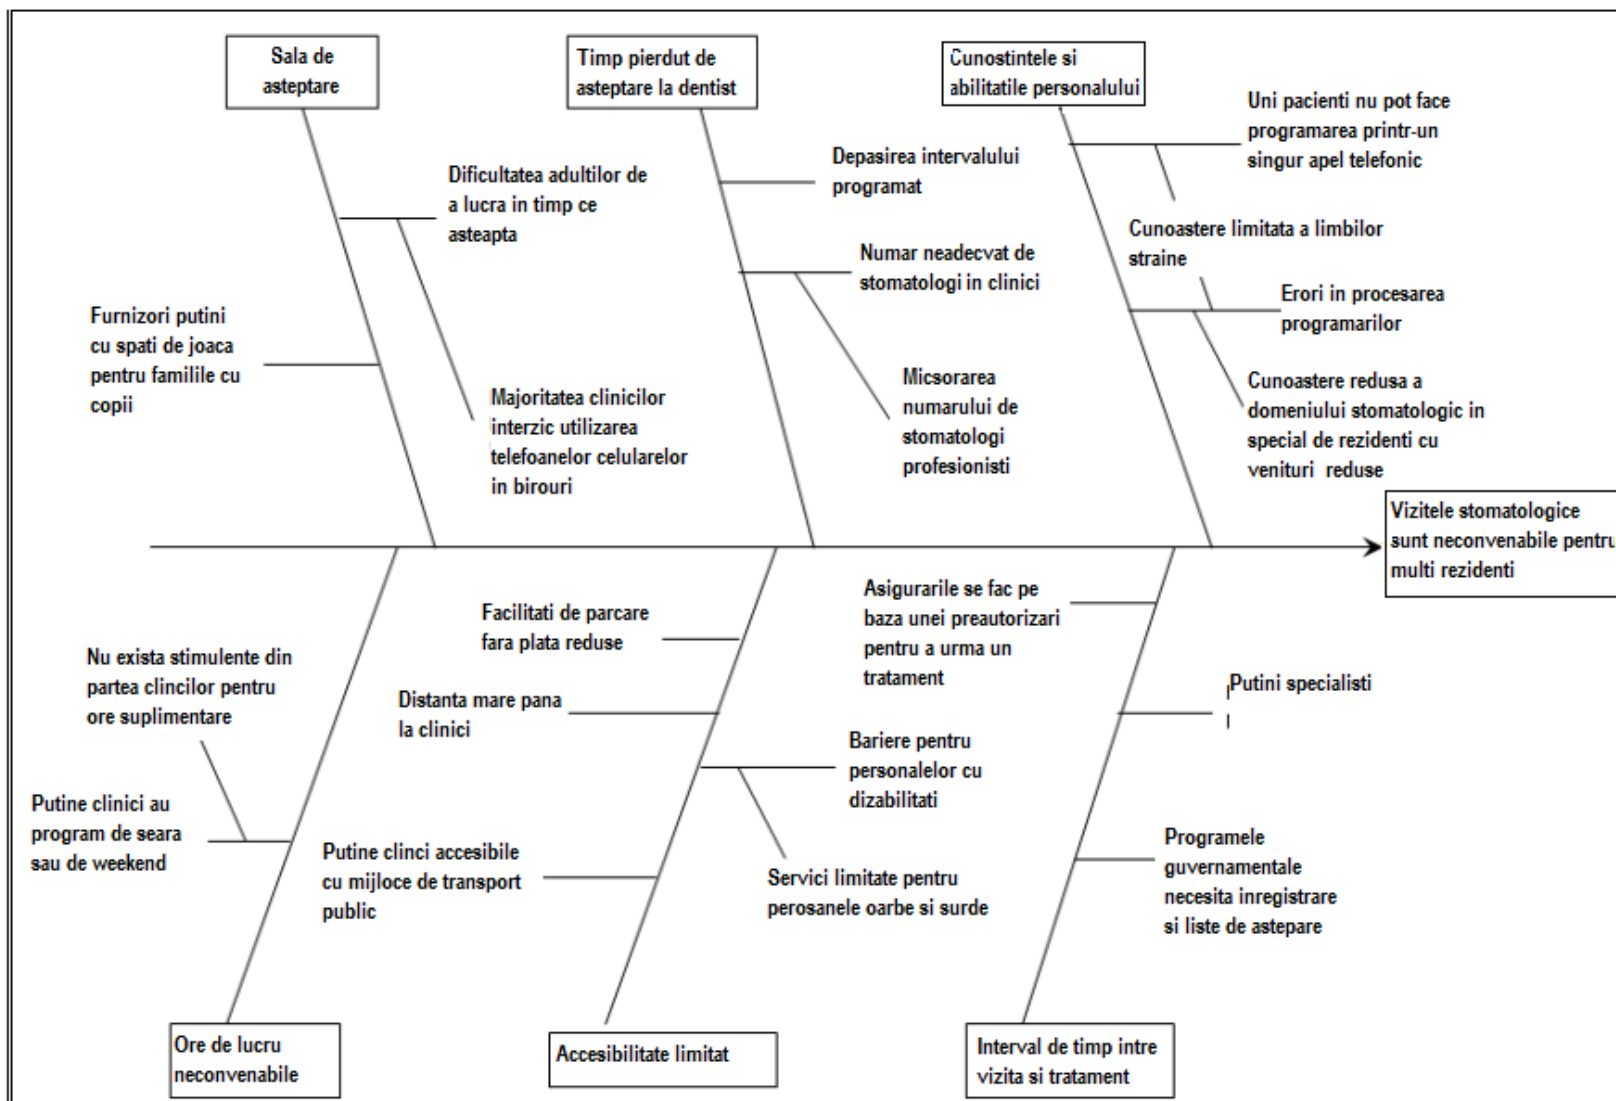 Sala de
asteptare
Timp pierdut de
asteptare la dentist
Cunostintele si
abilitatile personalului
Uni pacienti nu pot face
programarea printr-un
singur apel telefonic
Depasirea intervalului
programat
Dificultatea adultilor de
a lucra in timp ce
asteapta
Cunoastere limitata a limbilor
straine
Numar neadecvat de
stomatologi in clinici
Erori in procesarea
programarilor
Furnizori putini
cu spati de joaca
pentru familile cu
copii
Majoritatea clinicilor
interzic utilizarea
telefoanelor celularelor
in birouri
Micsorarea
numarului de
stomatologi
profesionisti
Cunoastere redusa a
domeniului stomatologic in
special de rezidenti cu
venituri reduse
Vizitele stomatologice
sunt neconvenabile pentru
multi rezidenti
Facilitati de parcare
fara plata reduse
Asigurarile se fac pe
baza unei preautorizari
pentru a urma un
tratament
Nu exista stimulente din
partea clincilor pentru
ore suplimentare
Distanta mare pana
la clinici
Putini specialisti
Bariere pentru
personalelor cu
dizabilitati
Putine clinici au
program de seara
sau de weekend
Putine clinci accesibile
cu mijloce de transport
public
Servici limitate pentru
perosanele oarbe si surde
Programele
guvernamentale
necesita inregistrare
si liste de astepare
Ore de lucru
neconvenabile
Accesibilitate limitat
Interval de timp intre
vizita si tratament